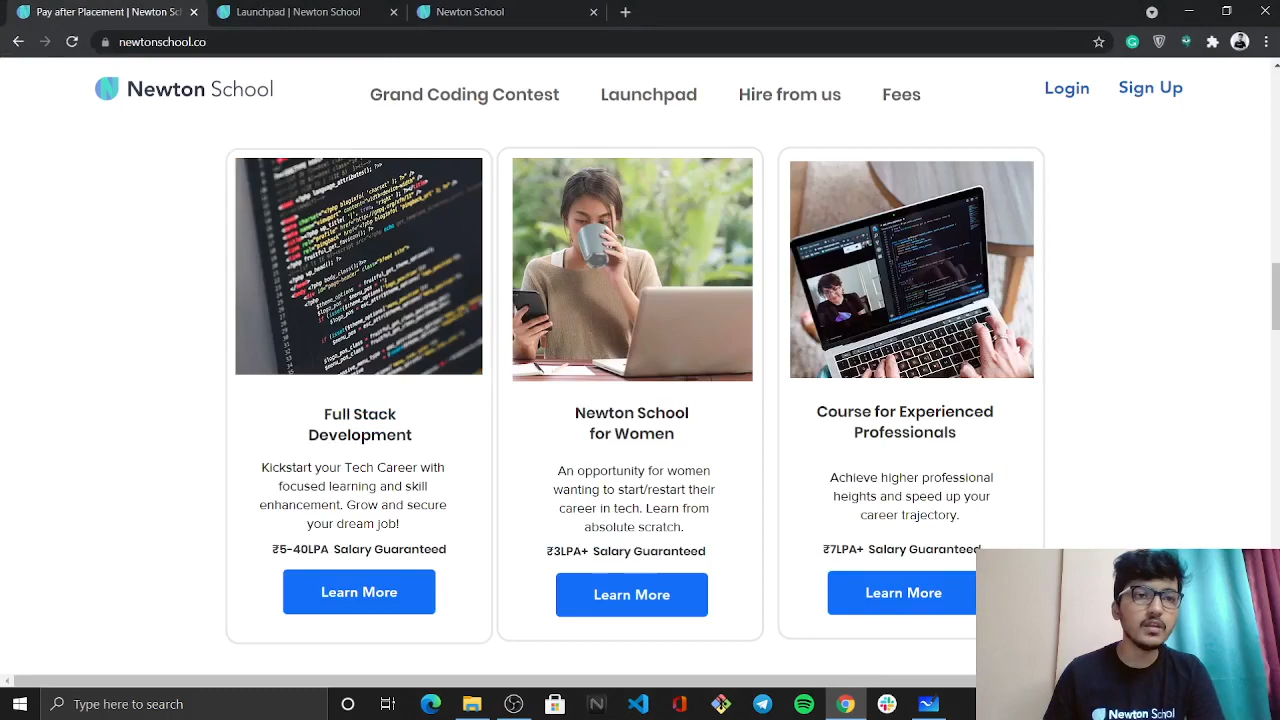 Pay after Placement | Newton Sc
Launchpad | Newton School
Newton School
newtonschool.co
Newton School
Grand Coding Contest
Launchpad
Hire from us
Fees
Login
Sign Up
Full Stack
Development
Kickstart your Tech Career with
focused learning and skill
enhancement. Grow and secure
your dream job!
₹5-40LPA Salary Guaranteed
Learn More
Newton School
for Women
An opportunity for women
wanting to start/restart their
career in tech. Learn from
absolute scratch.
₹3LPA+ Salary Guaranteed
Learn More
Course for Experienced
Professionals
Achieve higher professional
heights and speed up your
career trajectory.
₹7LPA+ Salary Guaranteed
Learn More
Newton School
Type here to search